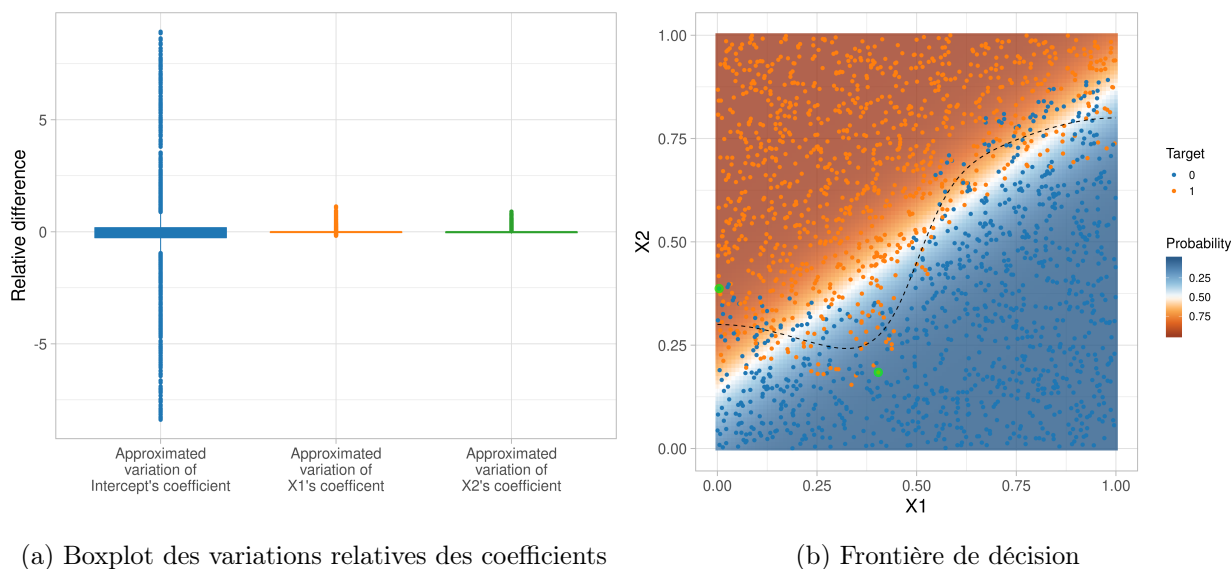 Relative difference
5
0
-5
Approximated
variation of
Intercept's coefficient
Approximated
variation of
X1's coefficent
Approximated
variation of
X2's coefficient
(a) Boxplot des variations relatives des coefficients
X2
1.00
0.75
0.50
0.25
0.00
0.00 0.25 0.50 0.75 1.00
X1
Target
0
1
Probability
0.25
0.50
0.75
(b) Frontière de décision